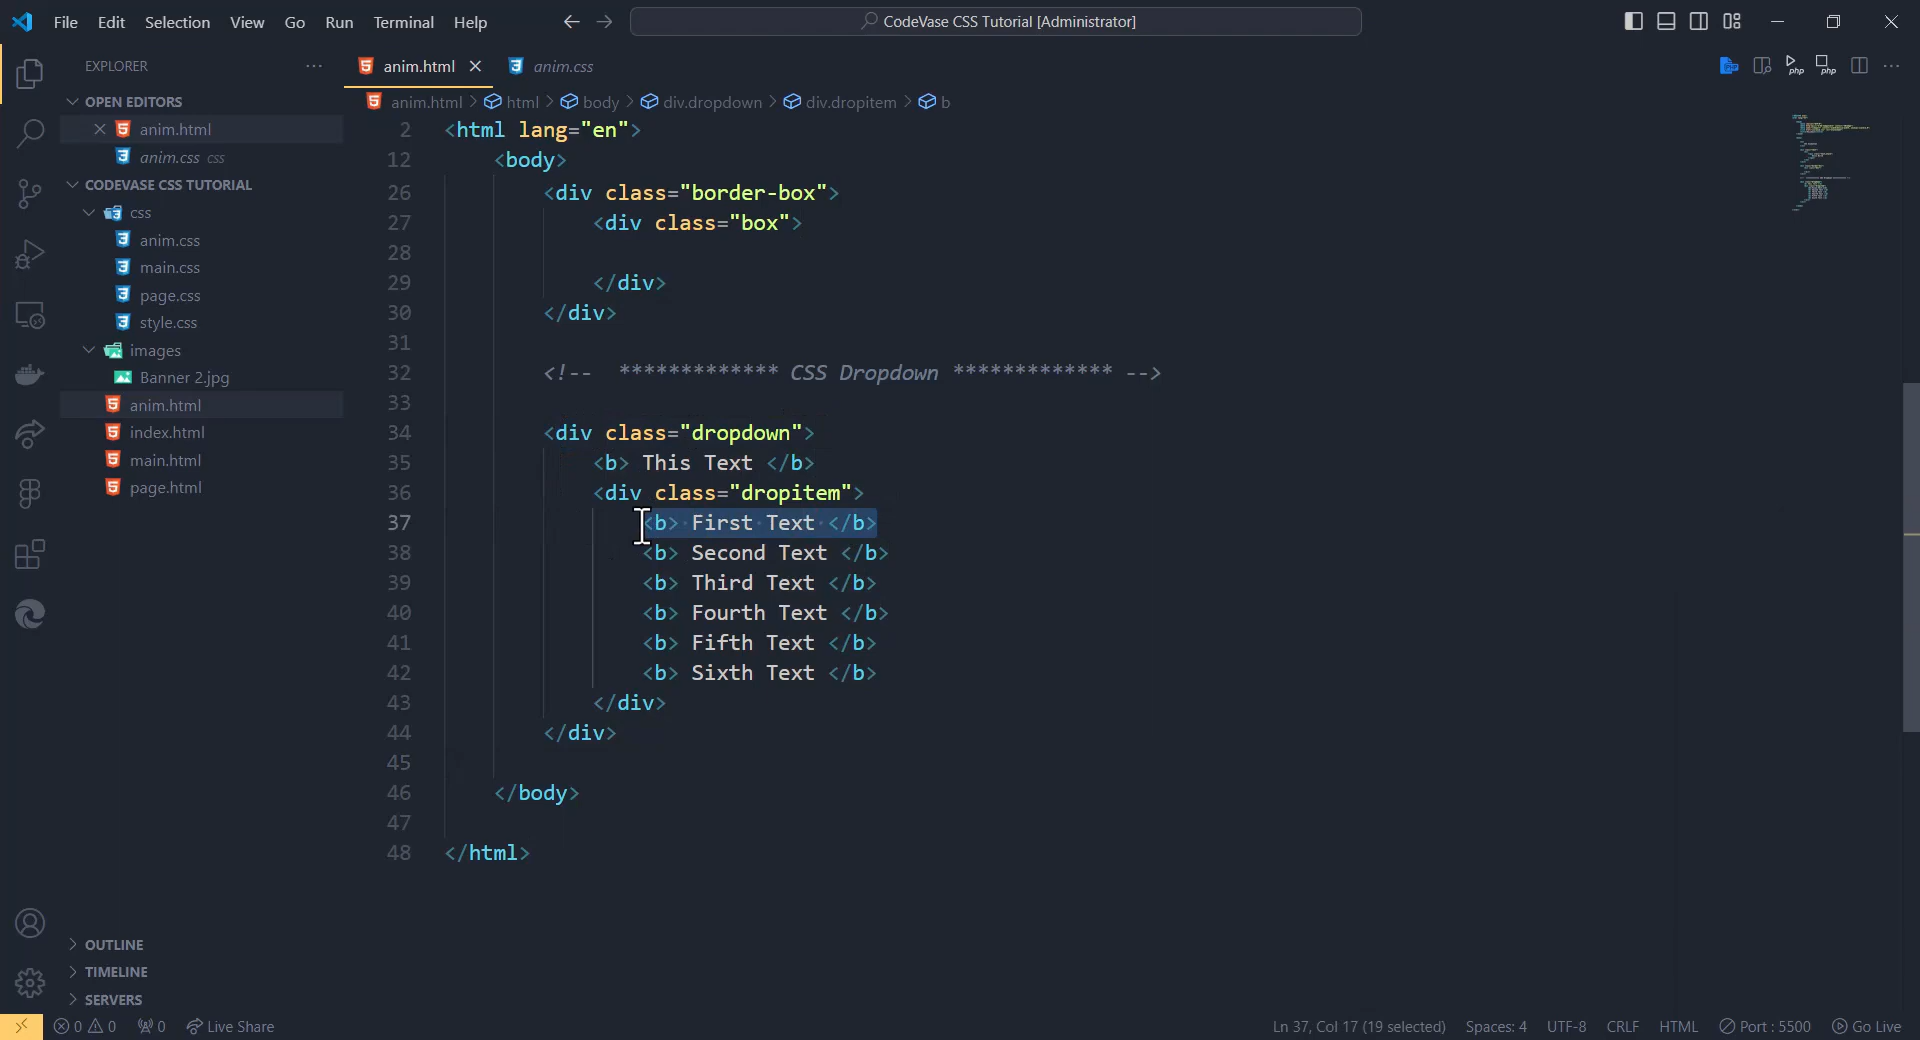 File Edit Selection View Go Run Terminal Help
CodeVase CSS Tutorial [Administrator]
EXPLORER
OPEN EDITORS
anim.html
anim.css css
CODEVASE CSS TUTORIAL
css
anim.css
main.css
page.css
style.css
images
Banner 2.jpg
anim.html
index.html
main.html
page.html
OUTLINE
TIMELINE
SERVERS
anim.html
anim.css
php
php
anim.html > html > body > div.dropdown > div.dropitem > b
2 <html lang="en">
12 <body>
26 <div class="border-box">
27 <div class="box">
28
29 </div>
30 </div>
31
32 <!-- ************* CSS Dropdown ************* -->
33
34 <div class="dropdown">
35 <b> This Text </b>
36 <div class="dropitem">
37 <b> First Text </b>
38 <b> Second Text </b>
39 <b> Third Text </b>
40 <b> Fourth Text </b>
41 <b> Fifth Text </b>
42 <b> Sixth Text </b>
43 </div>
44 </div>
45
46 </body>
47
48 </html>
0 0 0 Live Share
Ln 37, Col 17 (19 selected) Spaces: 4 UTF-8 CRLF HTML Port : 5500 Go Live